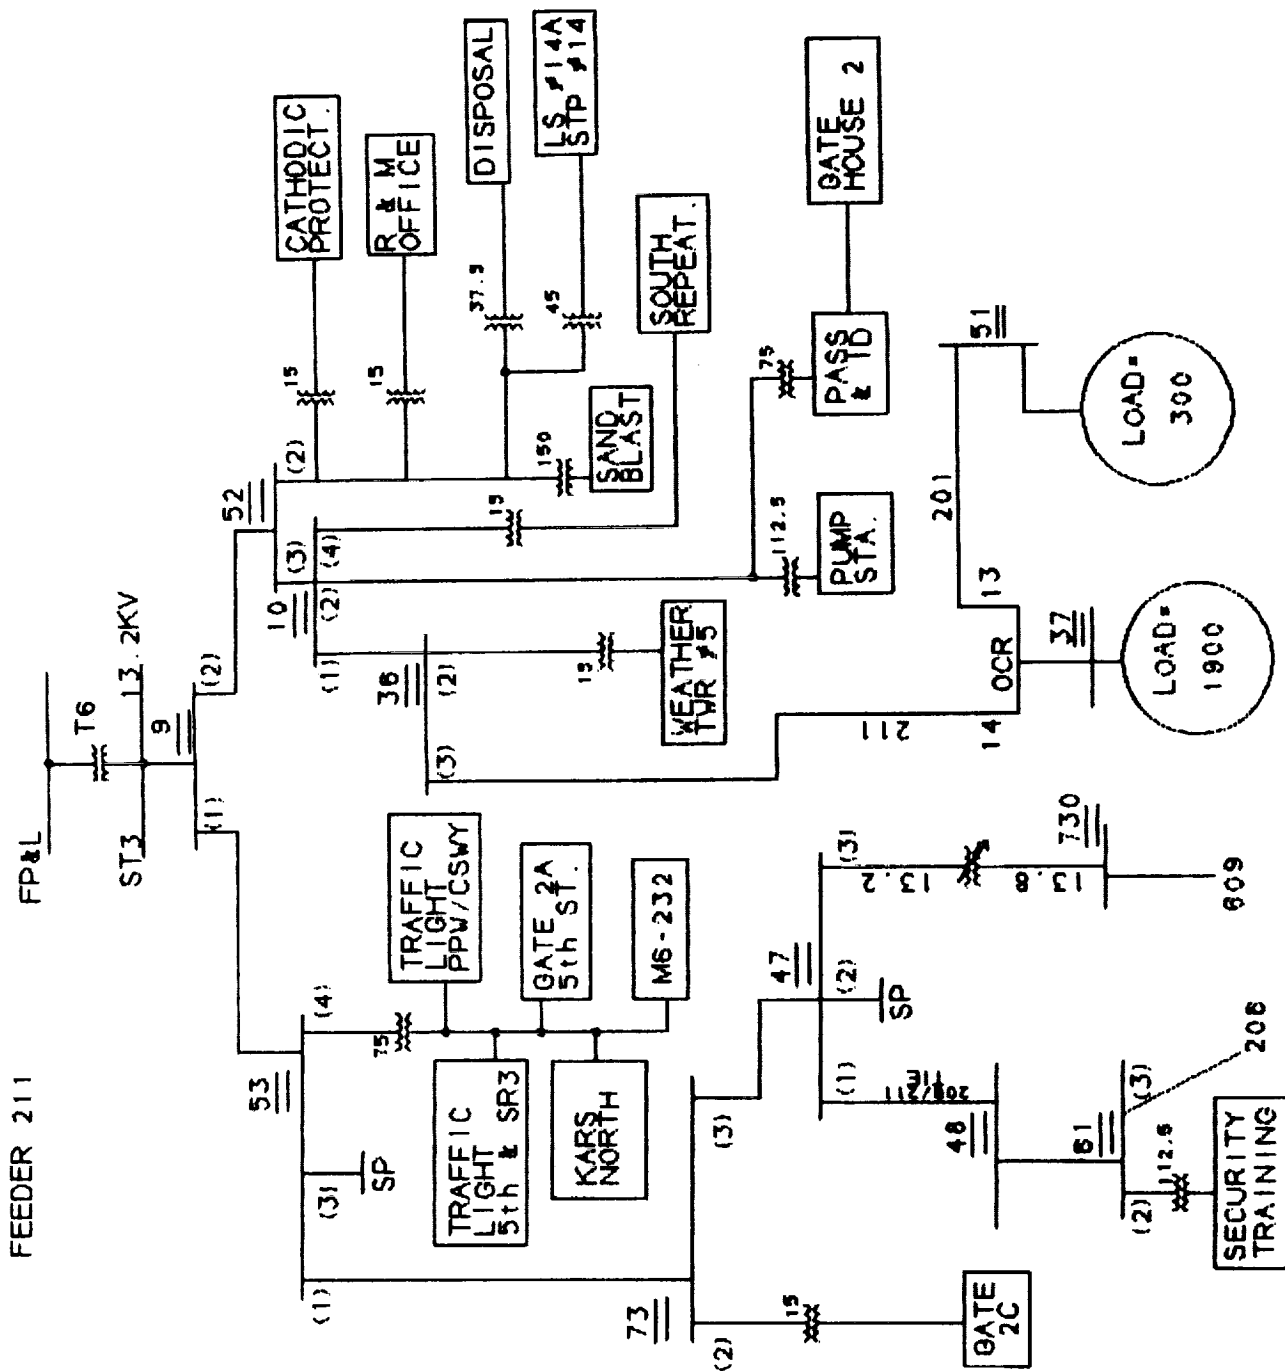 FEEDER 211
FP&L
T6
ST3
13.2KV
9
(1)
(2)
53
(1)
(3)
SP
(4)
75
TRAFFIC
LIGHT
PPW/CSWY
TRAFFIC
LIGHT
5th & SR3
GATE 2A
5th ST.
KARS
NORTH
M6-232
73
(2)
15
GATE
2C
(3)
47
(1)
(2)
SP
(3)
13.2
13.8
730
609
208/211
TIE
48
61
(2)
(3)
208
112.5
SECURITY
TRAINING
52
(2)
(3)
15
CATHODIC
PROTECT.
15
R & M
OFFICE
37.5
DISPOSAL
45
LS #14A
STP #14
150
SAND
BLAST
10
(1)
(2)
(4)
15
SOUTH
REPEAT.
112.5
PUMP
STA.
75
PASS
& ID
GATE
HOUSE 2
36
(2)
(3)
15
WEATHER
TWR #5
211
14
OCR
13
37
LOAD=
1900
201
51
LOAD=
300